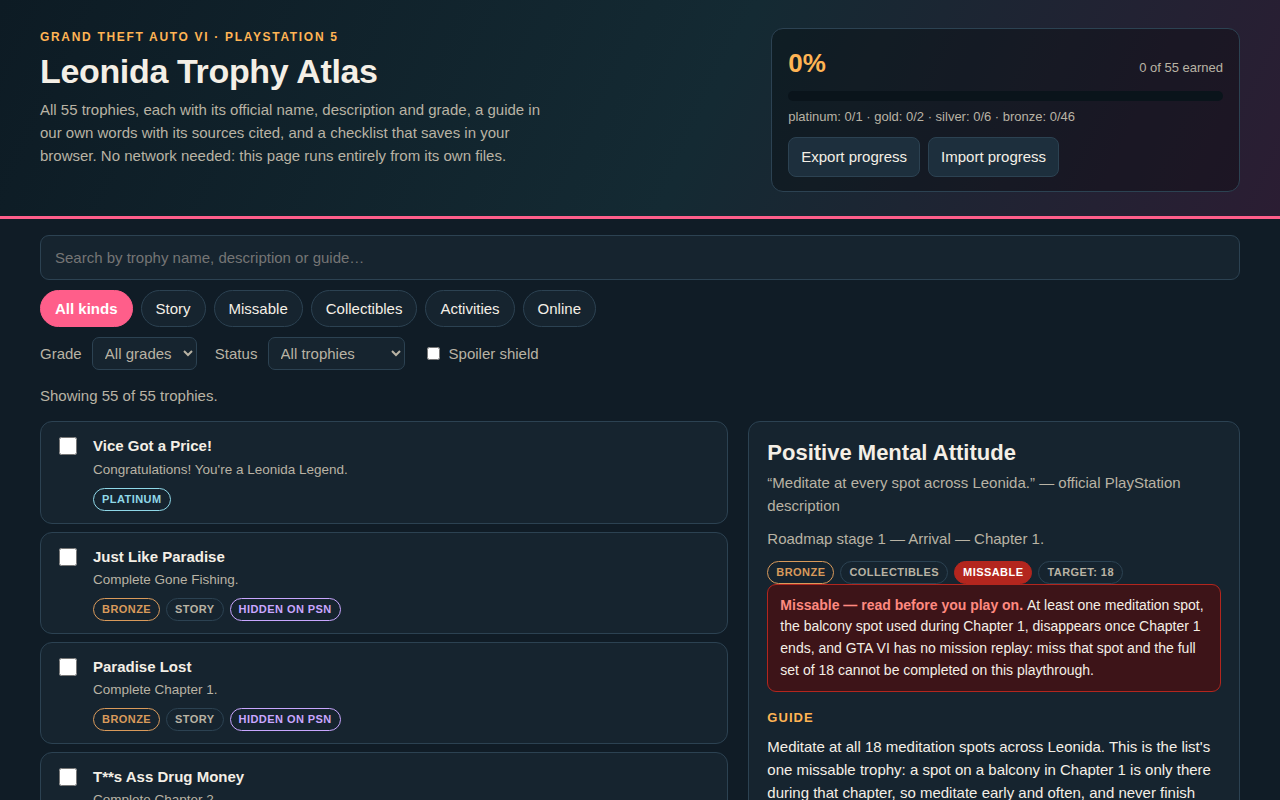 GRAND THEFT AUTO VI · PLAYSTATION 5
Leonida Trophy Atlas
All 55 trophies, each with its official name, description and grade, a guide in
our own words with its sources cited, and a checklist that saves in your
browser. No network needed: this page runs entirely from its own files.
0%
0 of 55 earned
platinum: 0/1 · gold: 0/2 · silver: 0/6 · bronze: 0/46
Export progress
Import progress
Search by trophy name, description or guide…
All kinds
Story
Missable
Collectibles
Activities
Online
Grade
All grades
Status
All trophies
Spoiler shield
Showing 55 of 55 trophies.
Vice Got a Price!
Congratulations! You're a Leonida Legend.
PLATINUM
Just Like Paradise
Complete Gone Fishing.
BRONZE
STORY
HIDDEN ON PSN
Paradise Lost
Complete Chapter 1.
BRONZE
STORY
HIDDEN ON PSN
T**s Ass Drug Money
Complete Chapter 2.
Positive Mental Attitude
“Meditate at every spot across Leonida.” — official PlayStation
description
Roadmap stage 1 — Arrival — Chapter 1.
BRONZE
COLLECTIBLES
MISSABLE
TARGET: 18
Missable — read before you play on. At least one meditation spot,
the balcony spot used during Chapter 1, disappears once Chapter 1
ends, and GTA VI has no mission replay: miss that spot and the full
set of 18 cannot be completed on this playthrough.
GUIDE
Meditate at all 18 meditation spots across Leonida. This is the list's
one missable trophy: a spot on a balcony in Chapter 1 is only there
during that chapter, so meditate early and often, and never finish